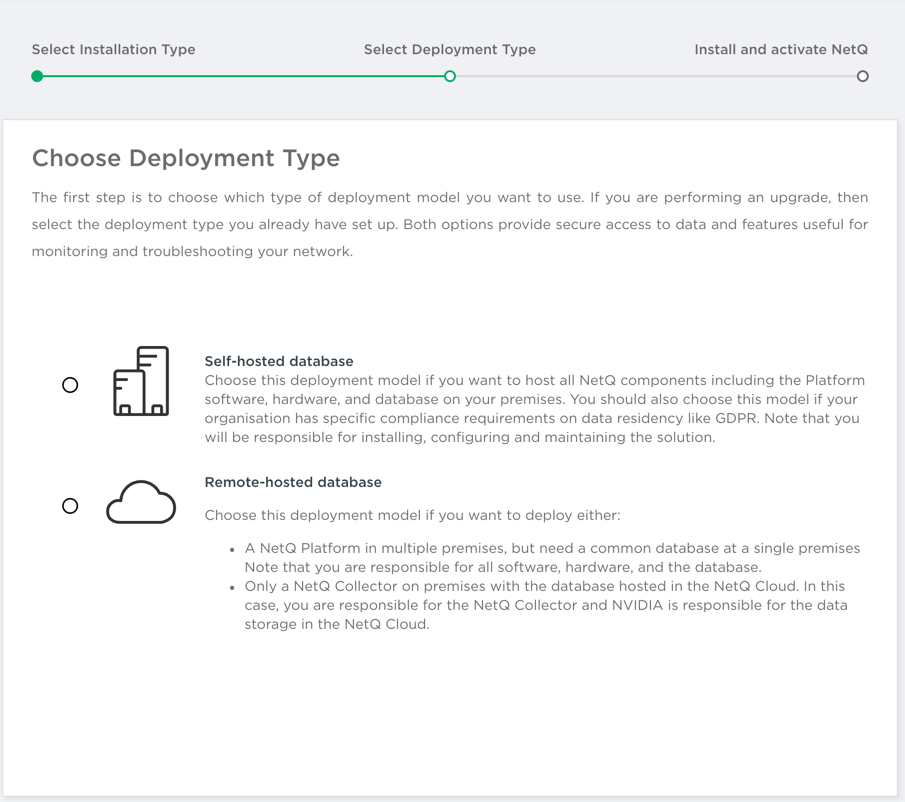 Select Installation Type
Select Deployment Type
Install and activate NetQ
Choose Deployment Type
The first step is to choose which type of deployment model you want to use. If you are performing an upgrade, then
select the deployment type you already have set up. Both options provide secure access to data and features useful for
monitoring and troubleshooting your network.
Self-hosted database
Choose this deployment model if you want to host all NetQ components including the Platform
software, hardware, and database on your premises. You should also choose this model if your
organisation has specific compliance requirements on data residency like GDPR. Note that you
will be responsible for installing, configuring and maintaining the solution.
Remote-hosted database
Choose this deployment model if you want to deploy either:
• A NetQ Platform in multiple premises, but need a common database at a single premises
Note that you are responsible for all software, hardware, and the database.
• Only a NetQ Collector on premises with the database hosted in the NetQ Cloud. In this
case, you are responsible for the NetQ Collector and NVIDIA is responsible for the data
storage in the NetQ Cloud.